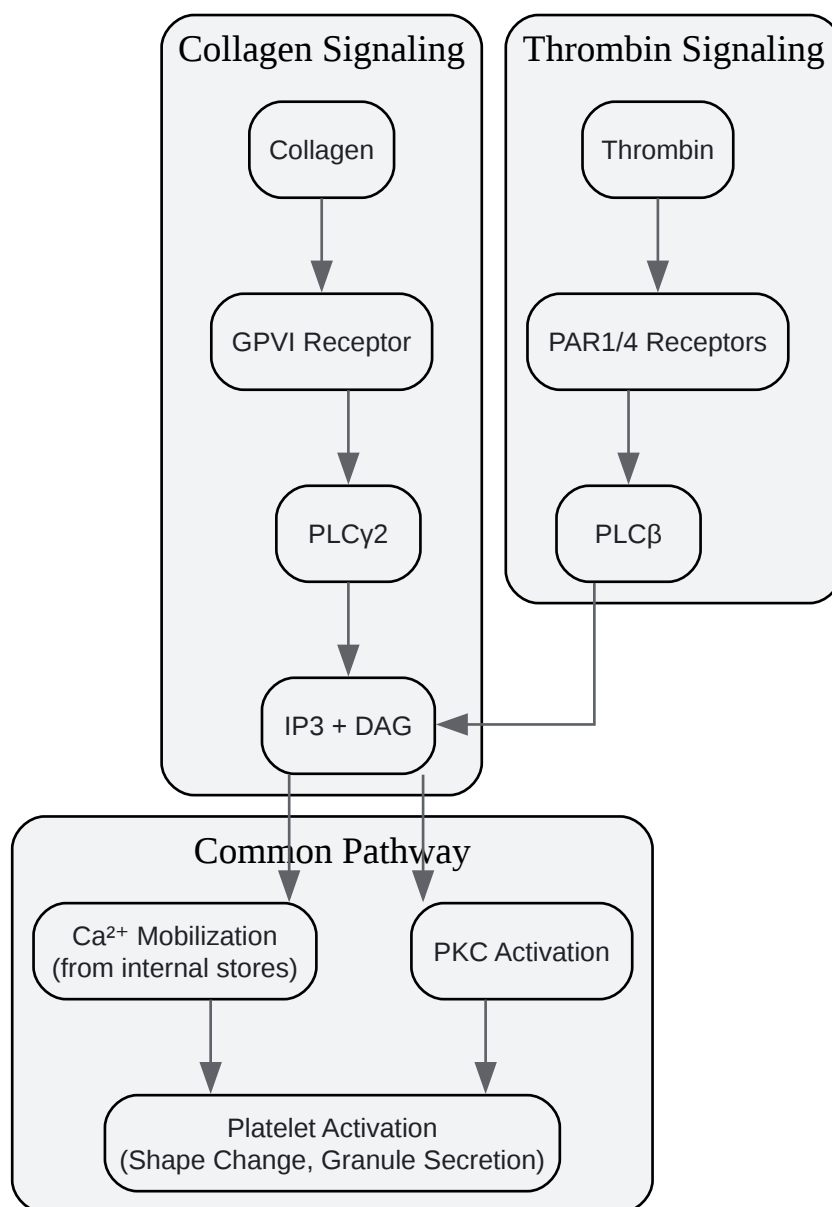 Collagen Signaling
Thrombin Signaling
Collagen
Thrombin
GPVI Receptor
PAR1/4 Receptors
PLCγ2
PLCβ
IP3 + DAG
Common Pathway
Ca²⁺ Mobilization
(from internal stores)
PKC Activation
Platelet Activation
(Shape Change, Granule Secretion)